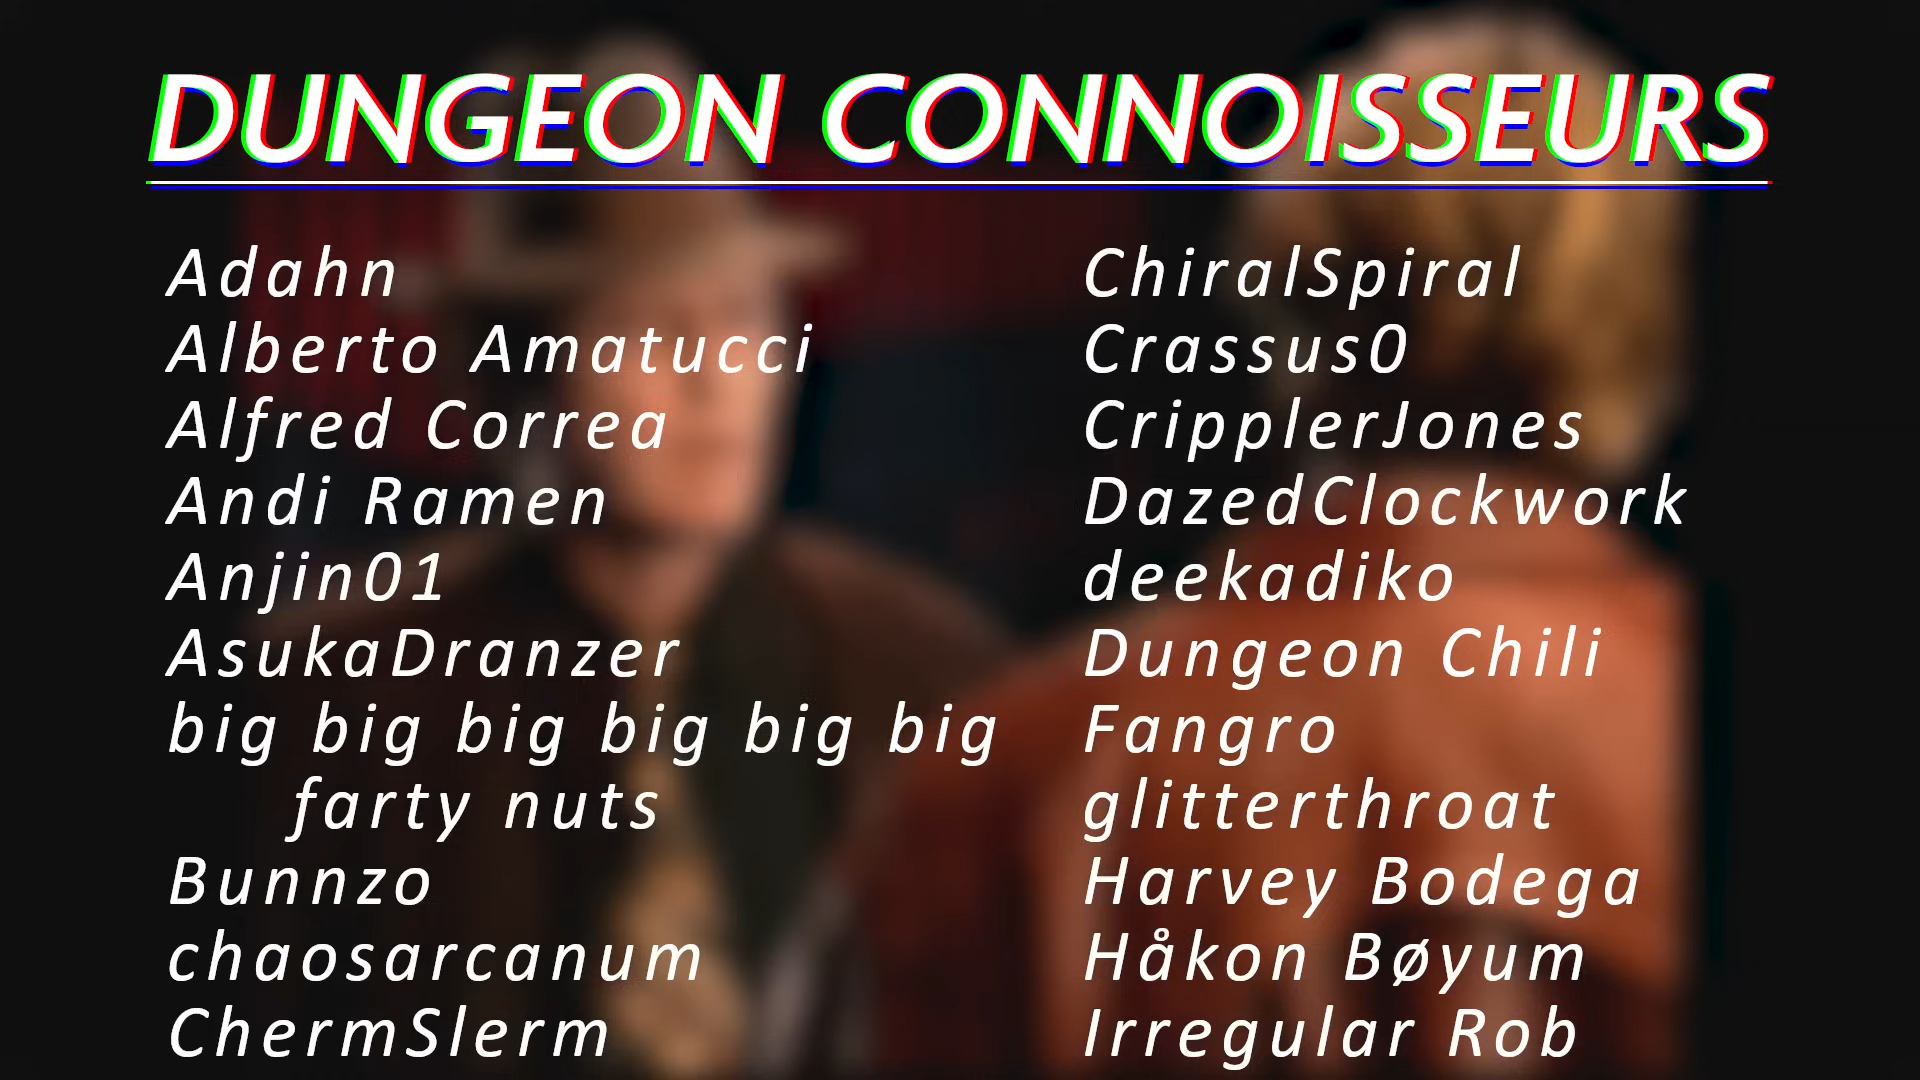 DUNGEON CONNOISSEURS
Adahn
Alberto Amatucci
Alfred Correa
Andi Ramen
Anjin01
AsukaDranzer
big big big big big big
farty nuts
Bunnzo
chaosarcanum
ChermSlerm
ChiralSpiral
Crassus0
CripplerJones
DazedClockwork
deekadiko
Dungeon Chili
Fangro
glitterthroat
Harvey Bodega
Håkon Bøyum
Irregular Rob